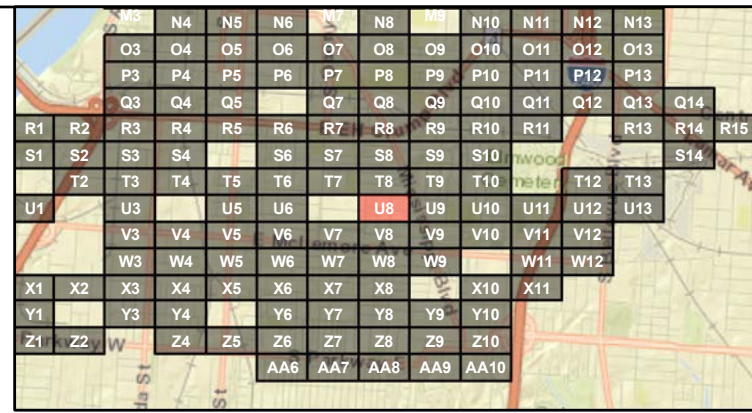 M3 N4 N5 N6 M7 N8 M9 N10 N11 N12 N13
O3 O4 O5 O6 O7 O8 O9 O10 O11 O12 O13
P3 P4 P5 P6 P7 P8 P9 P10 P11 P12 P13
Q3 Q4 Q5 Q7 Q8 Q9 Q10 Q11 Q12 Q13 Q14
R1 R2 R3 R4 R5 R6 R7 R8 R9 R10 R11 R13 R14 R15
S1 S2 S3 S4 S6 S7 S8 S9 S10 S14
T2 T3 T4 T5 T6 T7 T8 T9 T10 T12 T13
U1 U3 U5 U6 U8 U9 U10 U11 U12 U13
V3 V4 V5 V6 V7 V8 V9 V10 V11 V12
E McLemore Ave
W3 W4 W5 W6 W7 W8 W9 W11 W12
X1 X2 X3 X4 X5 X6 X7 X8 X10 X11
Y1 Y3 Y4 Y6 Y7 Y8 Y9 Y10
Z1 Z2 Z4 Z5 Z6 Z7 Z8 Z9 Z10
AA6 AA7 AA8 AA9 AA10